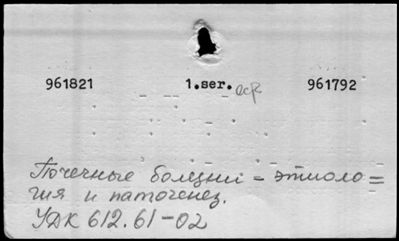 961821 1.ser. 961792
Почечные болезни - этиоло=
гия и патогенез.
УДК 612.61-02